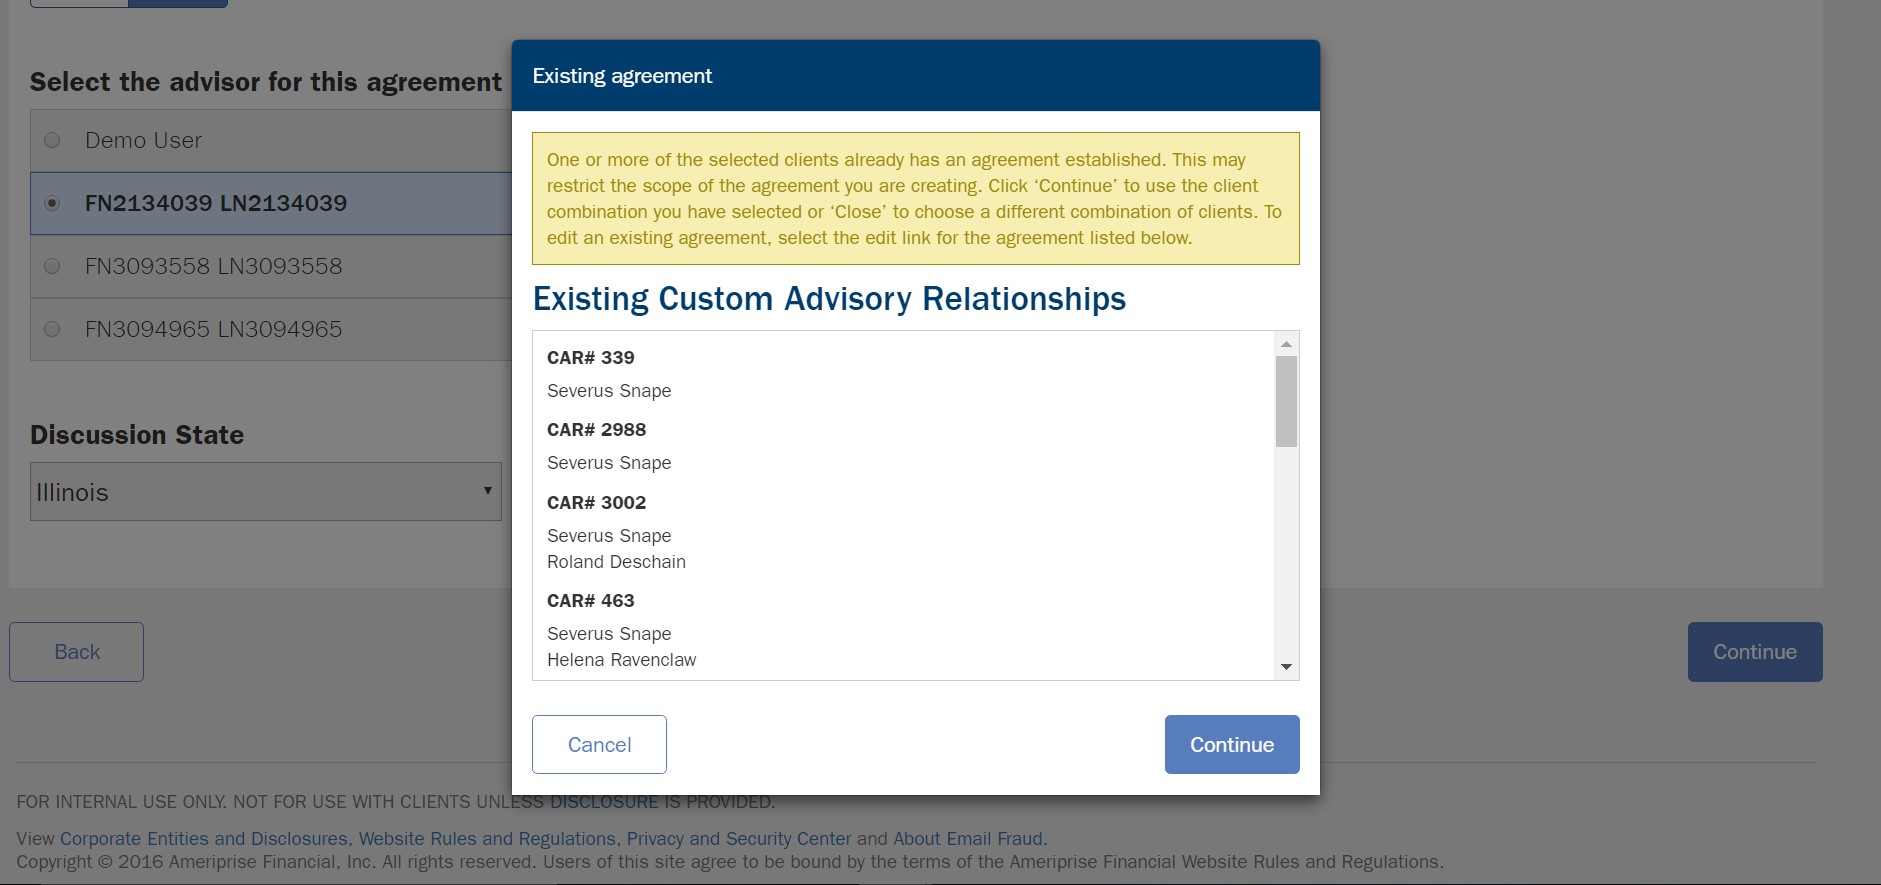 Select the advisor for this agreement
Demo User
FN2134039 LN2134039
FN3093558 LN3093558
FN3094965 LN3094965
Discussion State
Illinois
Back
Continue
Existing agreement
One or more of the selected clients already has an agreement established. This may
restrict the scope of the agreement you are creating. Click ‘Continue’ to use the client
combination you have selected or ‘Close’ to choose a different combination of clients. To
edit an existing agreement, select the edit link for the agreement listed below.
Existing Custom Advisory Relationships
CAR# 339
Severus Snape
CAR# 2988
Severus Snape
CAR# 3002
Severus Snape
Roland Deschain
CAR# 463
Severus Snape
Helena Ravenclaw
Cancel
Continue
FOR INTERNAL USE ONLY. NOT FOR USE WITH CLIENTS UNLESS DISCLOSURE IS PROVIDED.
View Corporate Entities and Disclosures, Website Rules and Regulations, Privacy and Security Center and About Email Fraud.
Copyright © 2016 Ameriprise Financial, Inc. All rights reserved. Users of this site agree to be bound by the terms of the Ameriprise Financial Website Rules and Regulations.